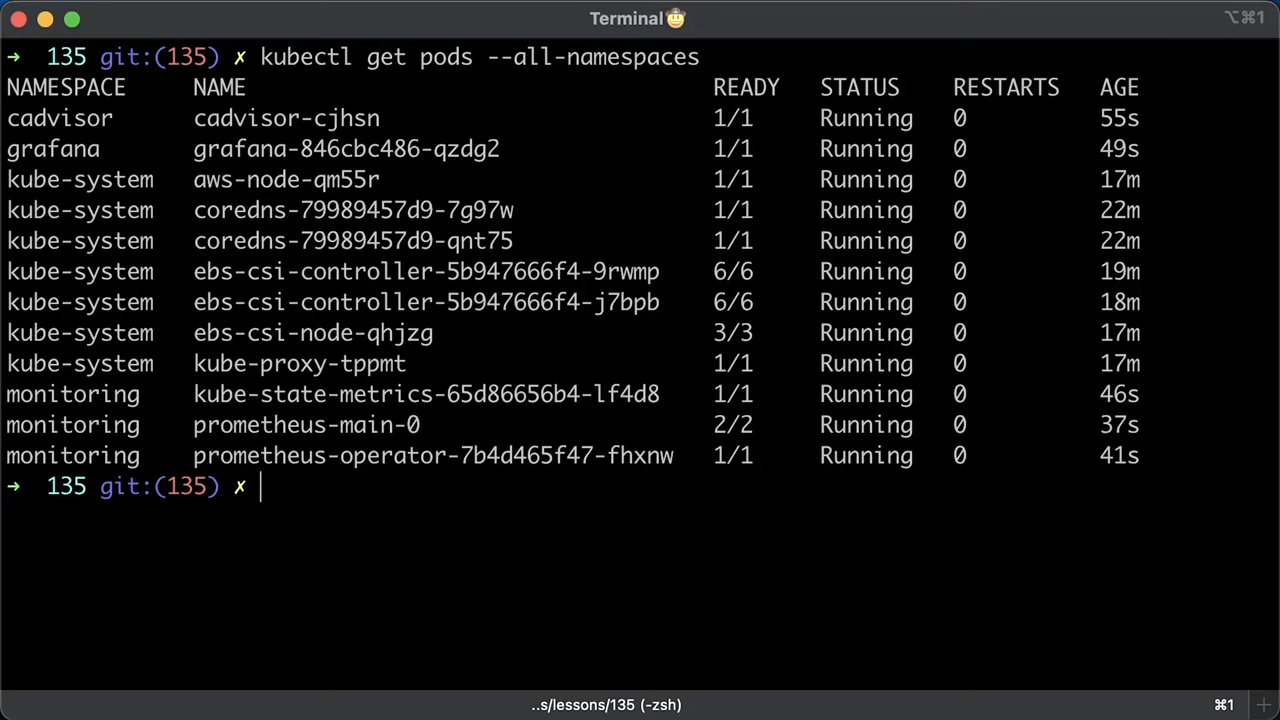 Terminal🤠 ⌥⌘1
➜ 135 git:(135) ✗ kubectl get pods --all-namespaces
NAMESPACE NAME READY STATUS RESTARTS AGE
cadvisor cadvisor-cjhsn 1/1 Running 0 55s
grafana grafana-846cbc486-qzdg2 1/1 Running 0 49s
kube-system aws-node-qm55r 1/1 Running 0 17m
kube-system coredns-79989457d9-7g97w 1/1 Running 0 22m
kube-system coredns-79989457d9-qnt75 1/1 Running 0 22m
kube-system ebs-csi-controller-5b947666f4-9rwmp 6/6 Running 0 19m
kube-system ebs-csi-controller-5b947666f4-j7bpb 6/6 Running 0 18m
kube-system ebs-csi-node-qhjzg 3/3 Running 0 17m
kube-system kube-proxy-tppmt 1/1 Running 0 17m
monitoring kube-state-metrics-65d86656b4-lf4d8 1/1 Running 0 46s
monitoring prometheus-main-0 2/2 Running 0 37s
monitoring prometheus-operator-7b4d465f47-fhxnw 1/1 Running 0 41s
➜ 135 git:(135) ✗
..s/lessons/135 (-zsh) ⌘1 +